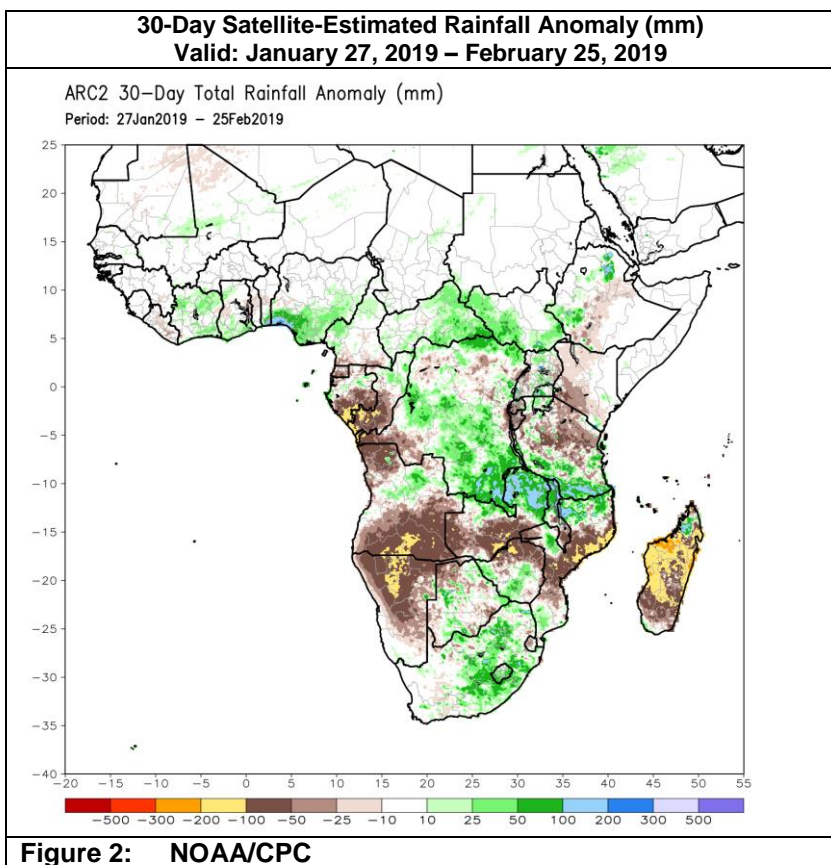 30-Day Satellite-Estimated Rainfall Anomaly (mm)
Valid: January 27, 2019 – February 25, 2019
ARC2 30-Day Total Rainfall Anomaly (mm)
Period: 27Jan2019 – 25Feb2019
25
20
15
10
5
0
-5
-10
-15
-20
-25
-30
-35
-40
-20 -15 -10 -5 0 5 10 15 20 25 30 35 40 45 50 55
-500 -300 -200 -100 -50 -25 -10 10 25 50 100 200 300 500
Figure 2: NOAA/CPC